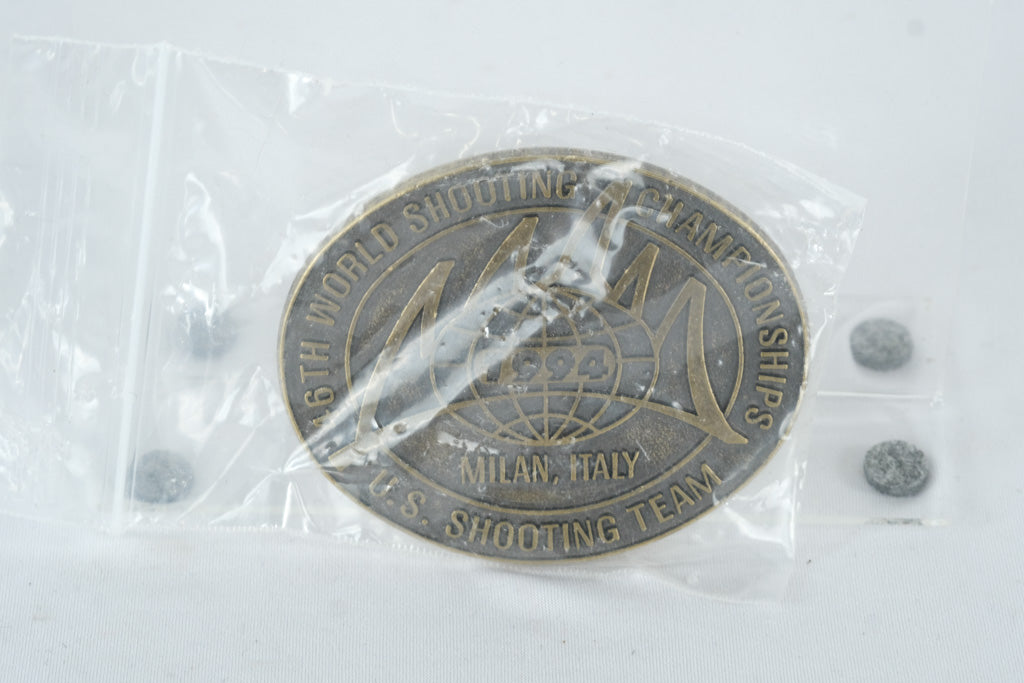 46TH WORLD SHOOTING CHAMPIONSHIPS
1994
MILAN, ITALY
U.S. SHOOTING TEAM